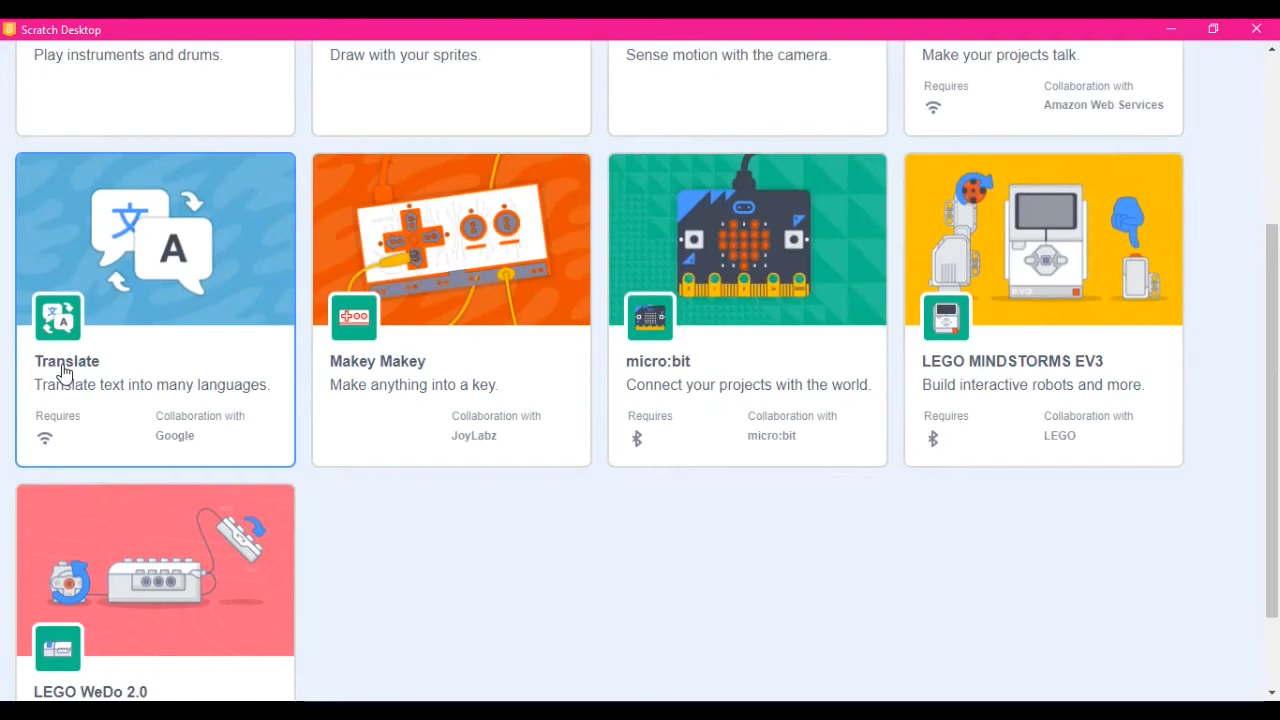 Scratch Desktop
Play instruments and drums.
Draw with your sprites.
Sense motion with the camera.
Make your projects talk.
Requires
Collaboration with
Amazon Web Services
文
A
文
A
Translate
Translate text into many languages.
Requires
Collaboration with
Google
Makey Makey
Make anything into a key.
Collaboration with
JoyLabz
micro:bit
Connect your projects with the world.
Requires
Collaboration with
micro:bit
EV3
LEGO MINDSTORMS EV3
Build interactive robots and more.
Requires
Collaboration with
LEGO
LEGO WeDo 2.0